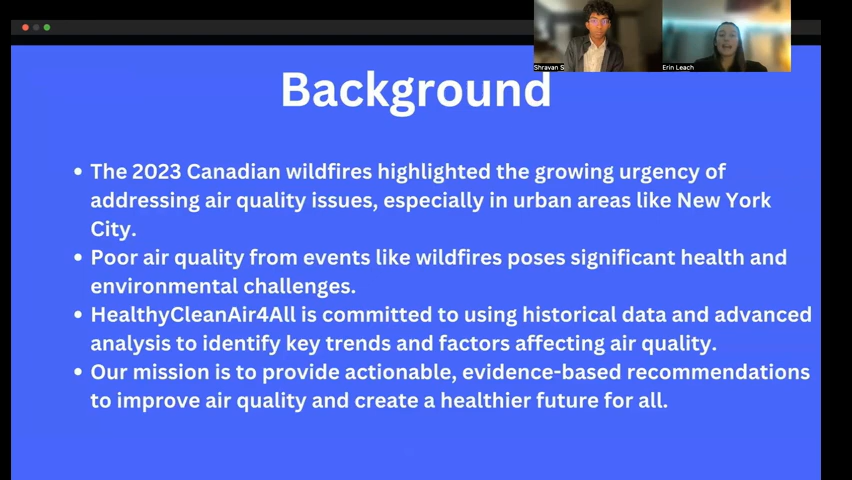 Shravan S
Erin Leach
Background
• The 2023 Canadian wildfires highlighted the growing urgency of
addressing air quality issues, especially in urban areas like New York
City.
• Poor air quality from events like wildfires poses significant health and
environmental challenges.
• HealthyCleanAir4All is committed to using historical data and advanced
analysis to identify key trends and factors affecting air quality.
• Our mission is to provide actionable, evidence-based recommendations
to improve air quality and create a healthier future for all.